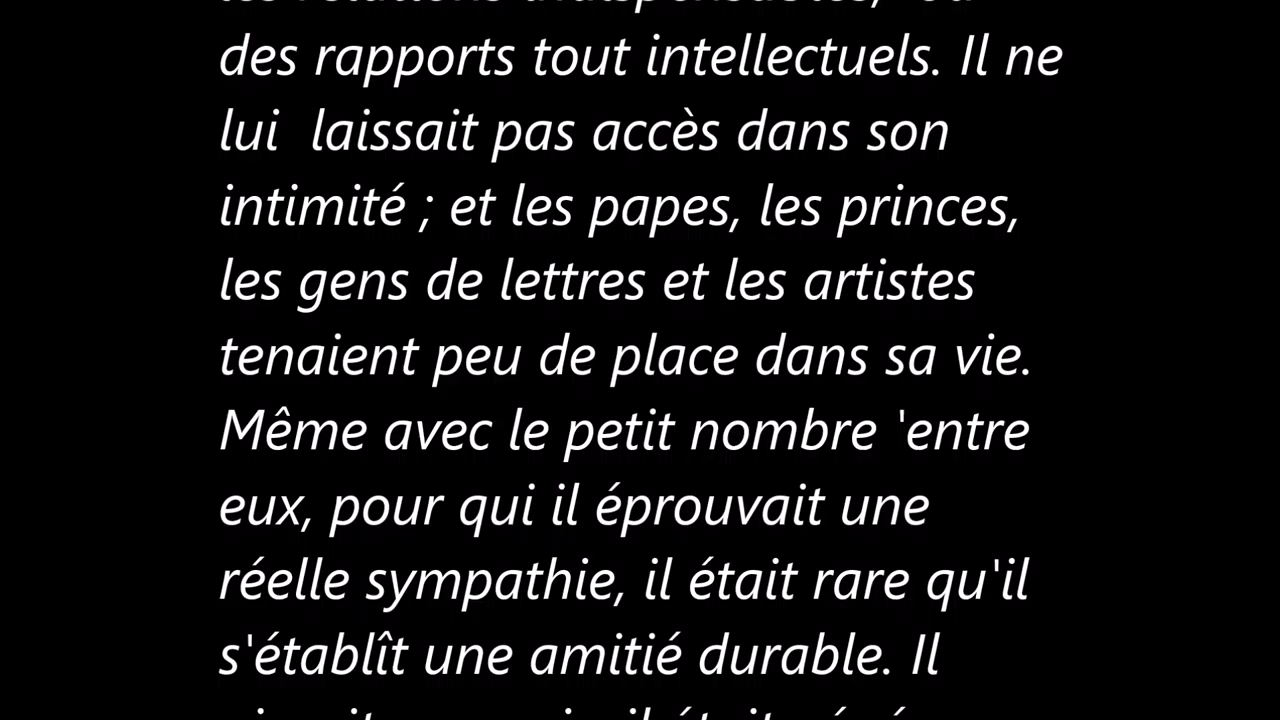 des rapports tout intellectuels. Il ne
lui  laissait pas accès dans son
intimité ; et les papes, les princes,
les gens de lettres et les artistes
tenaient peu de place dans sa vie.
Même avec le petit nombre 'entre
eux, pour qui il éprouvait une
réelle sympathie, il était rare qu'il
s'établît une amitié durable. Il